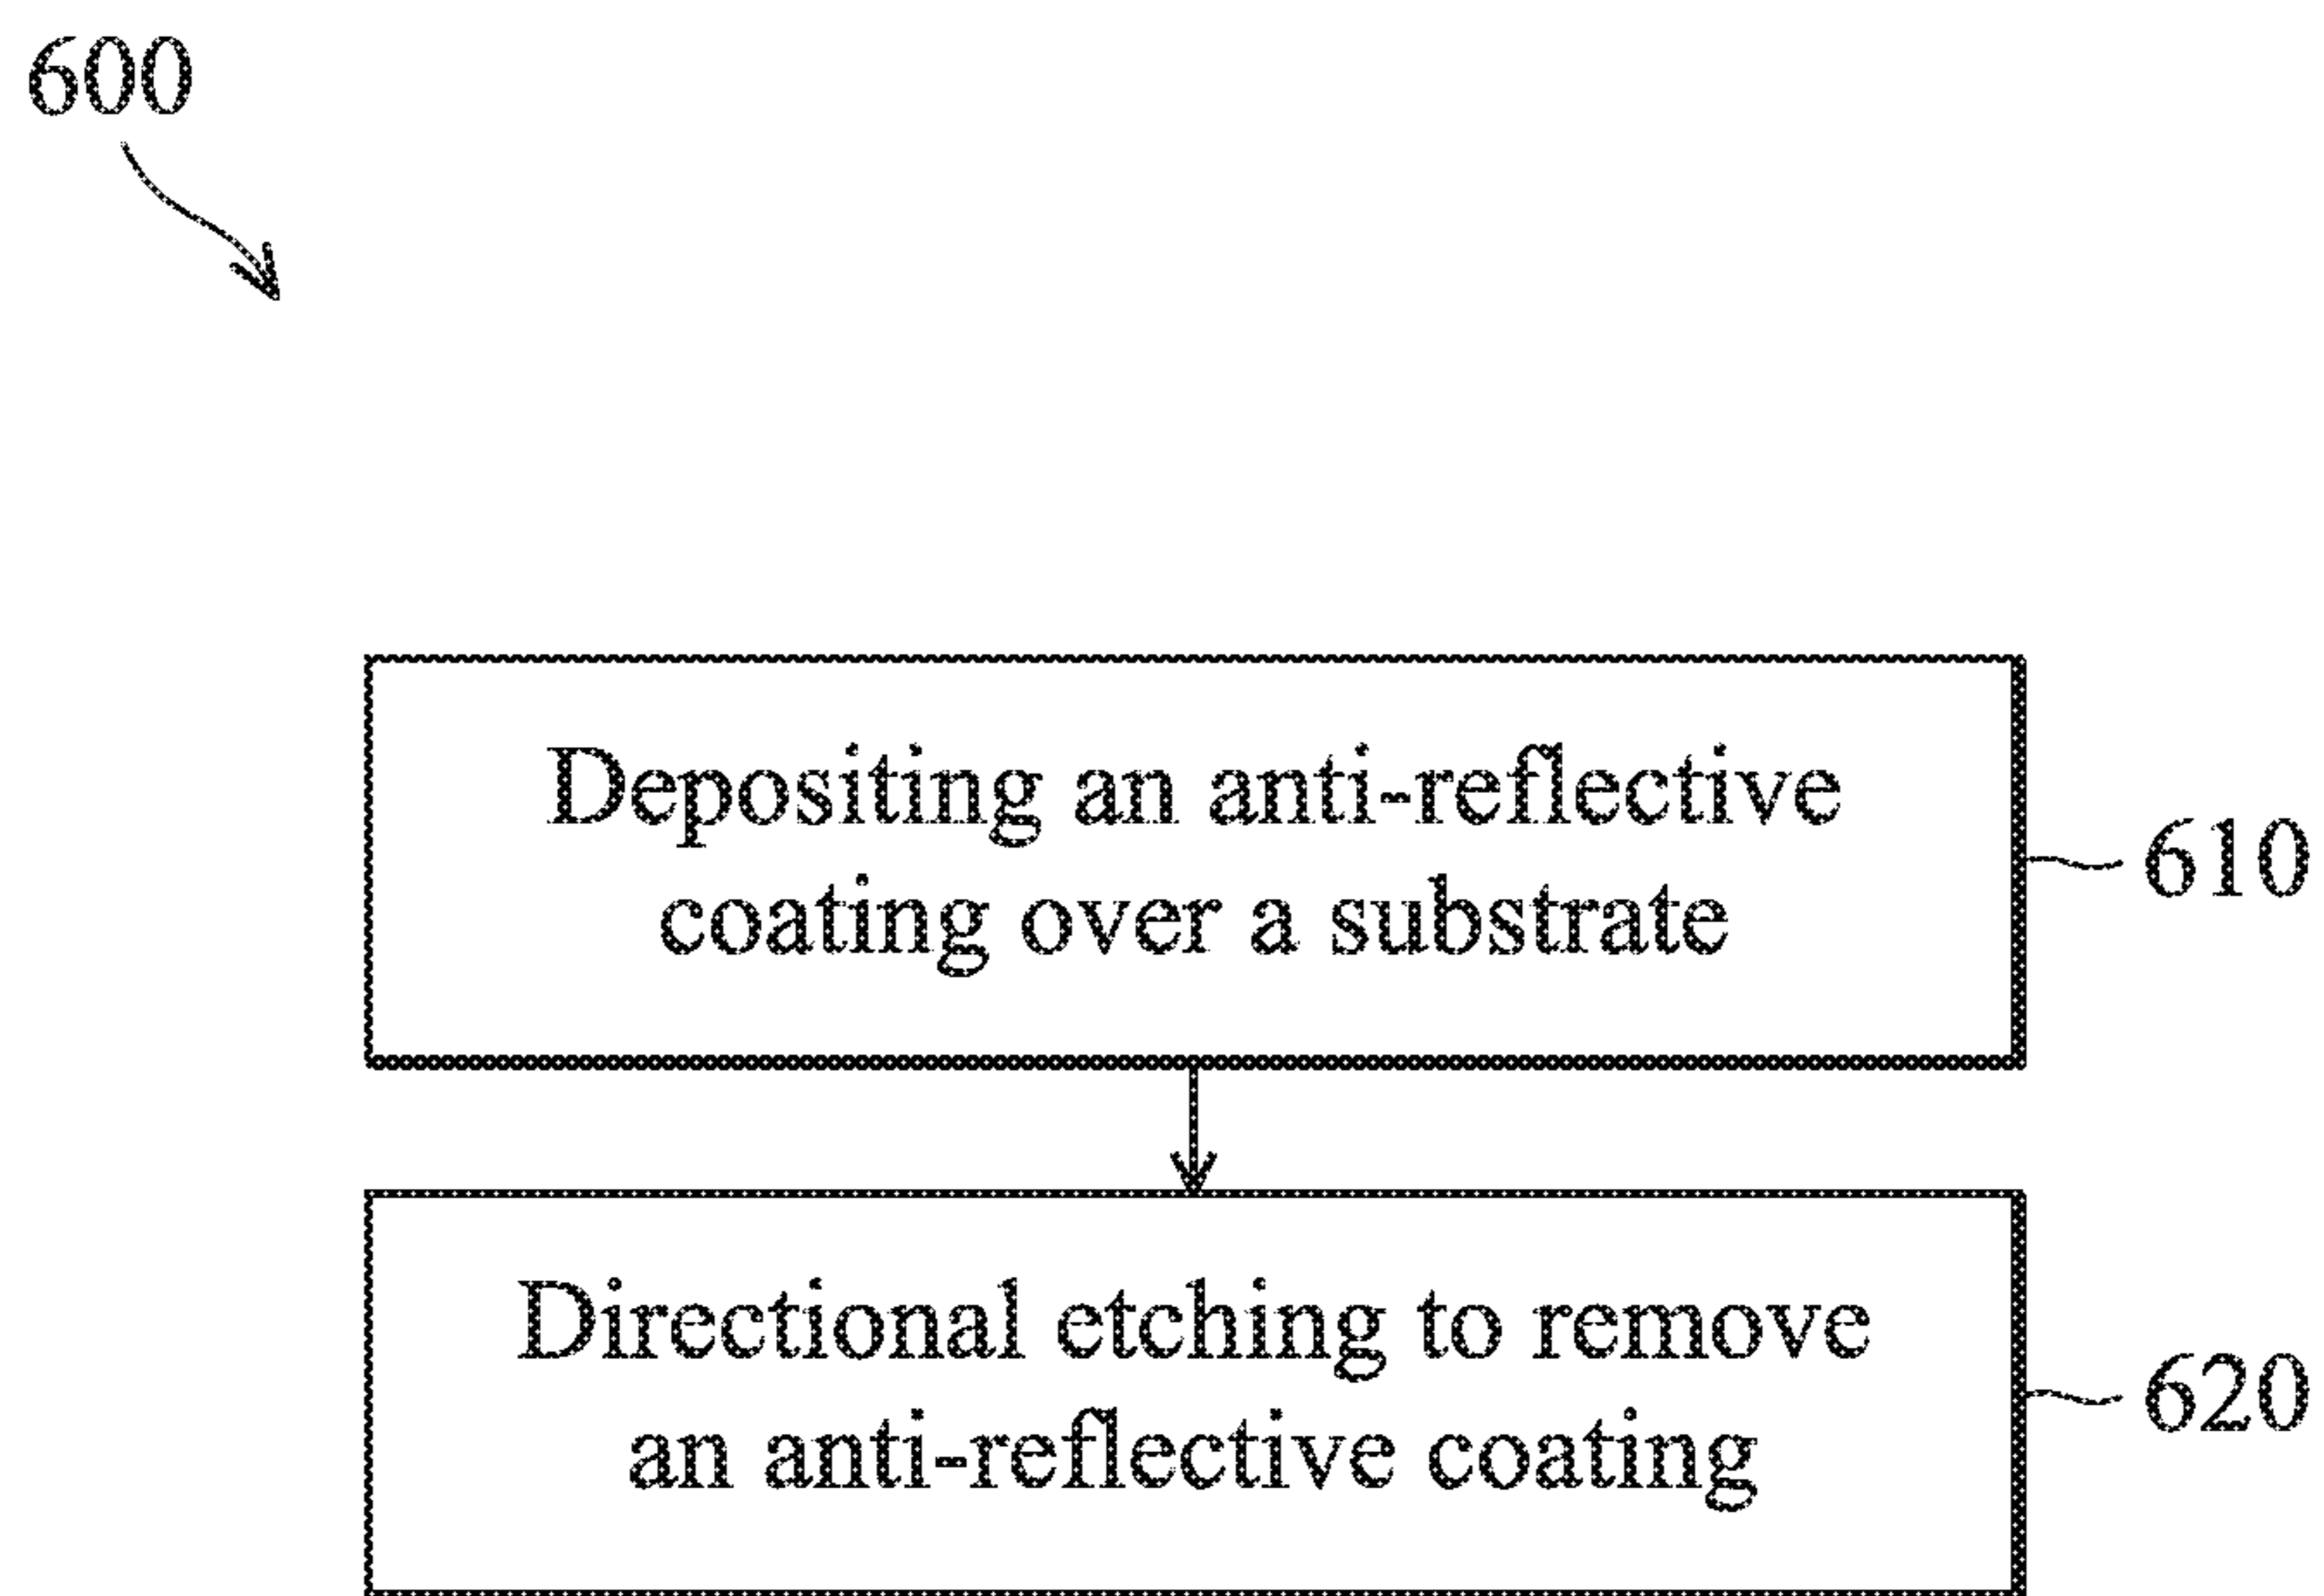 600
Depositing an anti-reflective
coating over a substrate
610
Directional etching to remove
an anti-reflective coating
620